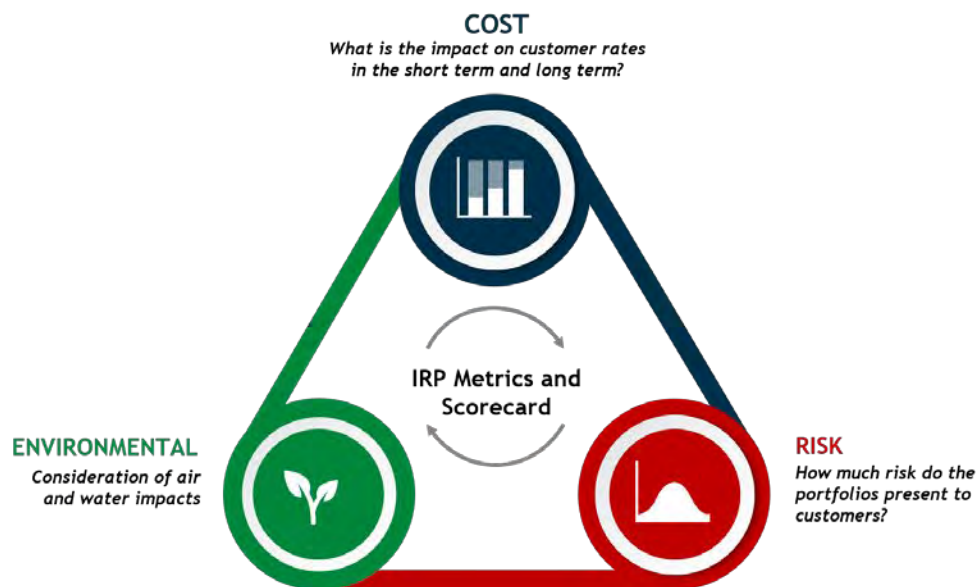 COST
What is the impact on customer rates
in the short term and long term?
IRP Metrics and
Scorecard
ENVIRONMENTAL
Consideration of air
and water impacts
RISK
How much risk do the
portfolios present to
customers?